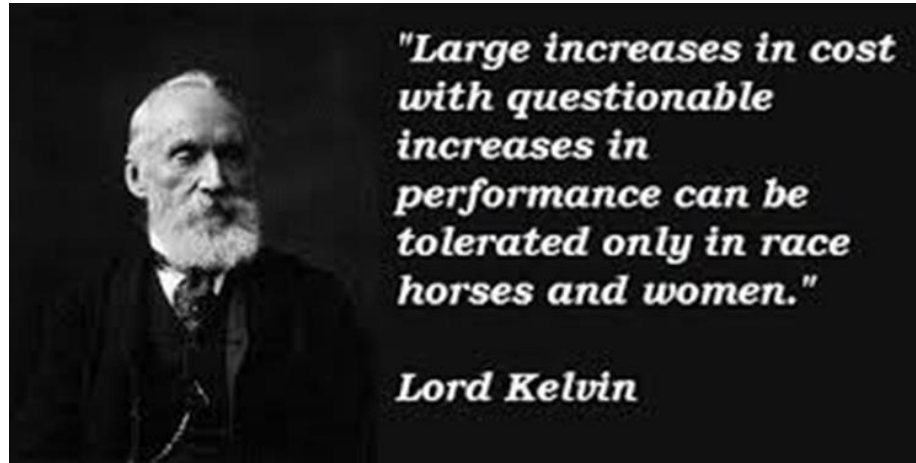 "Large increases in cost
with questionable
increases in
performance can be
tolerated only in race
horses and women."
Lord Kelvin